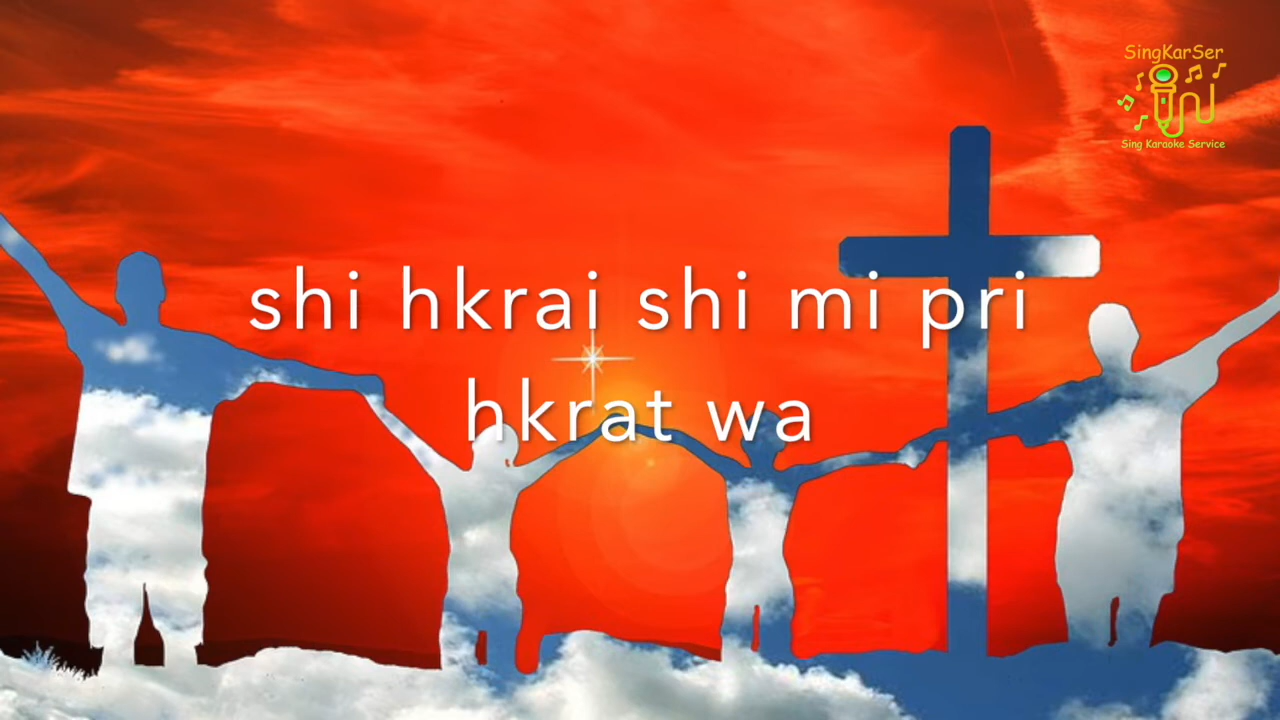 SingKarSer
Sing Karaoke Service
shi hkrai shi mi pri
hkrat wa